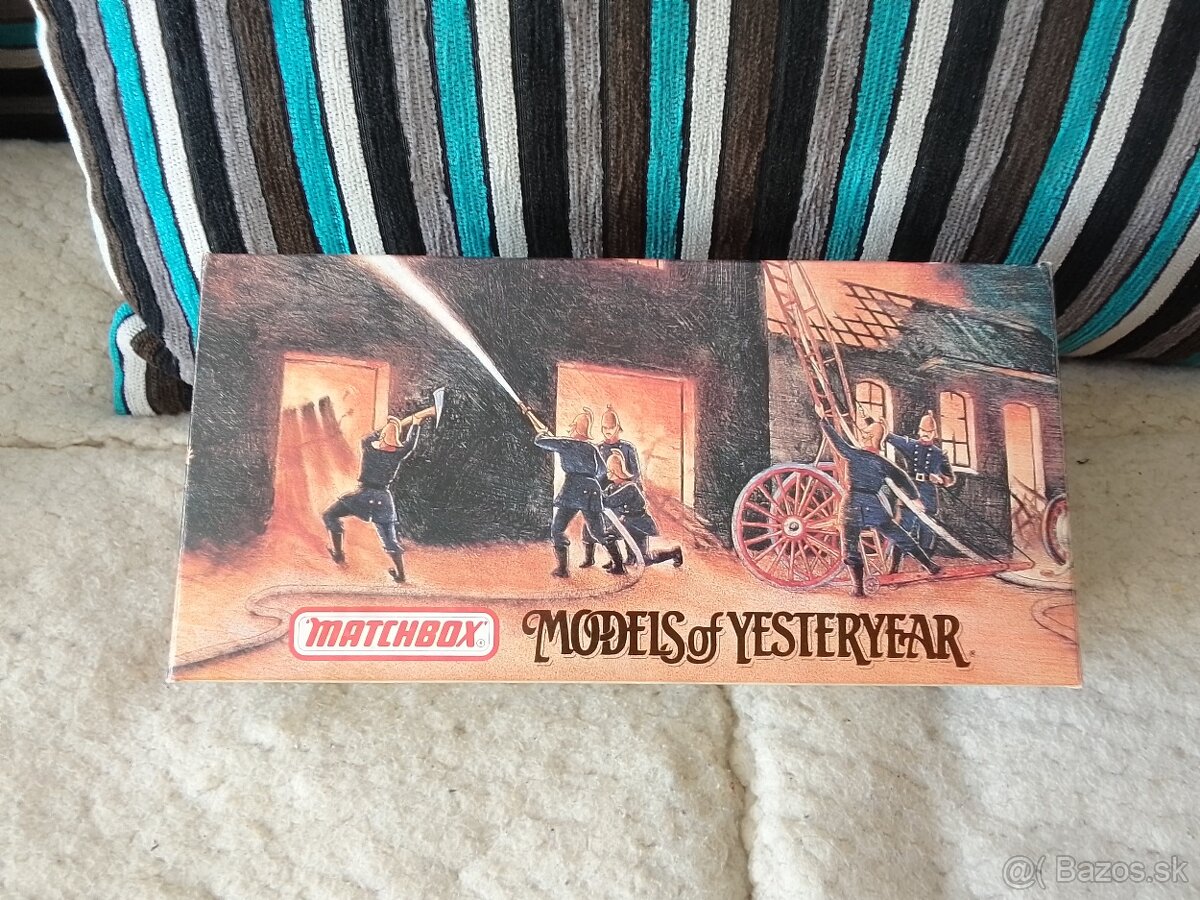 MATCHBOX®
MODELS of YESTERYEAR®
@( Bazos.sk